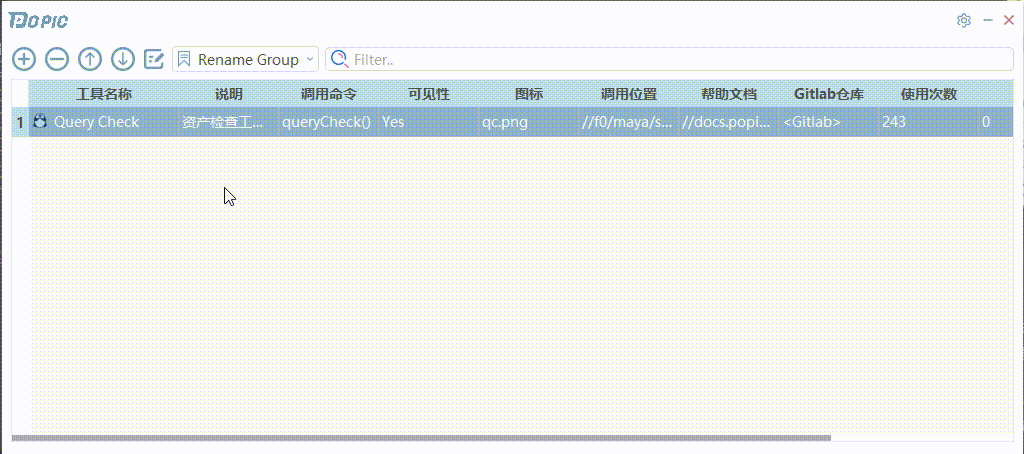 POPIC
Rename Group
Filter..
工具名称 说明 调用命令 可见性 图标 调用位置 帮助文档 Gitlab仓库 使用次数
1 Query Check 资产检查工... queryCheck() Yes qc.png //f0/maya/s... //docs.popi... <Gitlab> 243 0